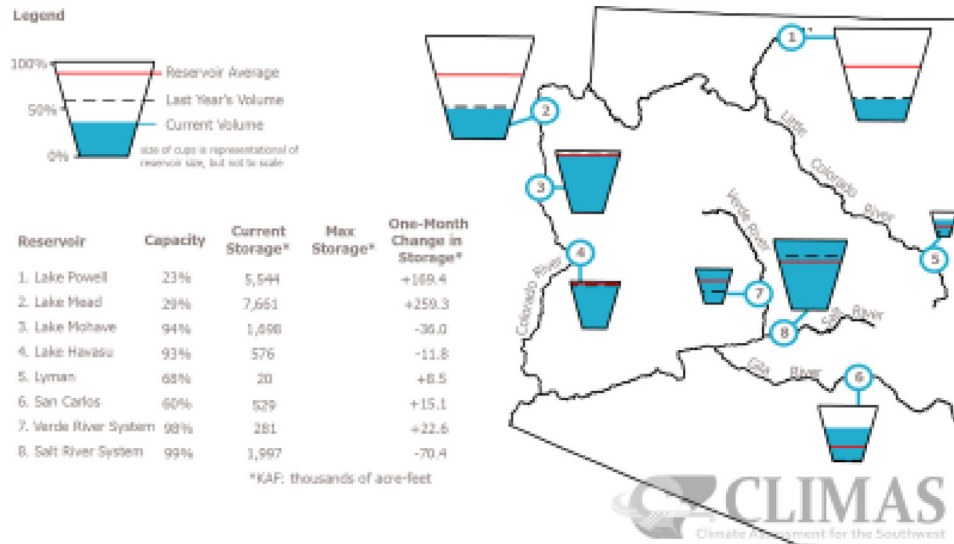 Legend
100%
50%
0%
Reservoir Average
Last Year's Volume
Current Volume
size of cups is representational of
reservoir size, but not to scale
Reservoir Capacity Current Storage* Max Storage* One-Month Change in Storage*
1. Lake Powell 23% 5,544 +169.4
2. Lake Mead 29% 7,661 +259.3
3. Lake Mohave 94% 1,698 -36.0
4. Lake Havasu 93% 576 -11.8
5. Lyman 68% 20 +8.5
6. San Carlos 60% 529 +15.1
7. Verde River System 98% 281 +22.6
8. Salt River System 99% 1,997 -70.4
*KAF: thousands of acre-feet
1
2
3
4
5
6
7
8
Little Colorado River
Verde River
Colorado River
Salt River
Gila River
CLIMAS
Climate Assessment for the Southwest